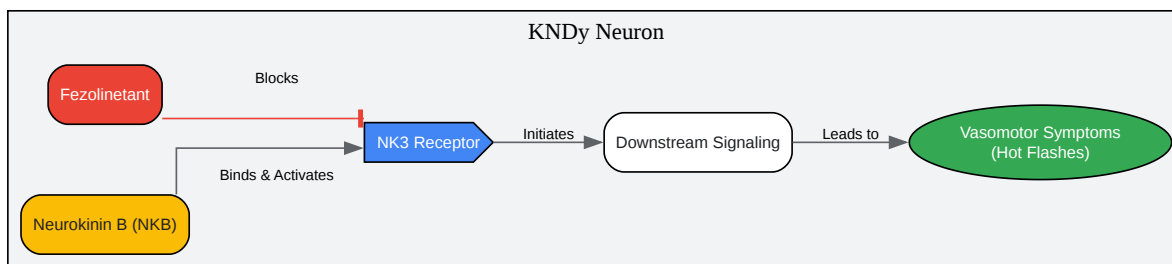 KNDy Neuron
Fezolinetant
Blocks
NK3 Receptor
Initiates
Downstream Signaling
Leads to
Vasomotor Symptoms
(Hot Flashes)
Binds & Activates
Neurokinin B (NKB)